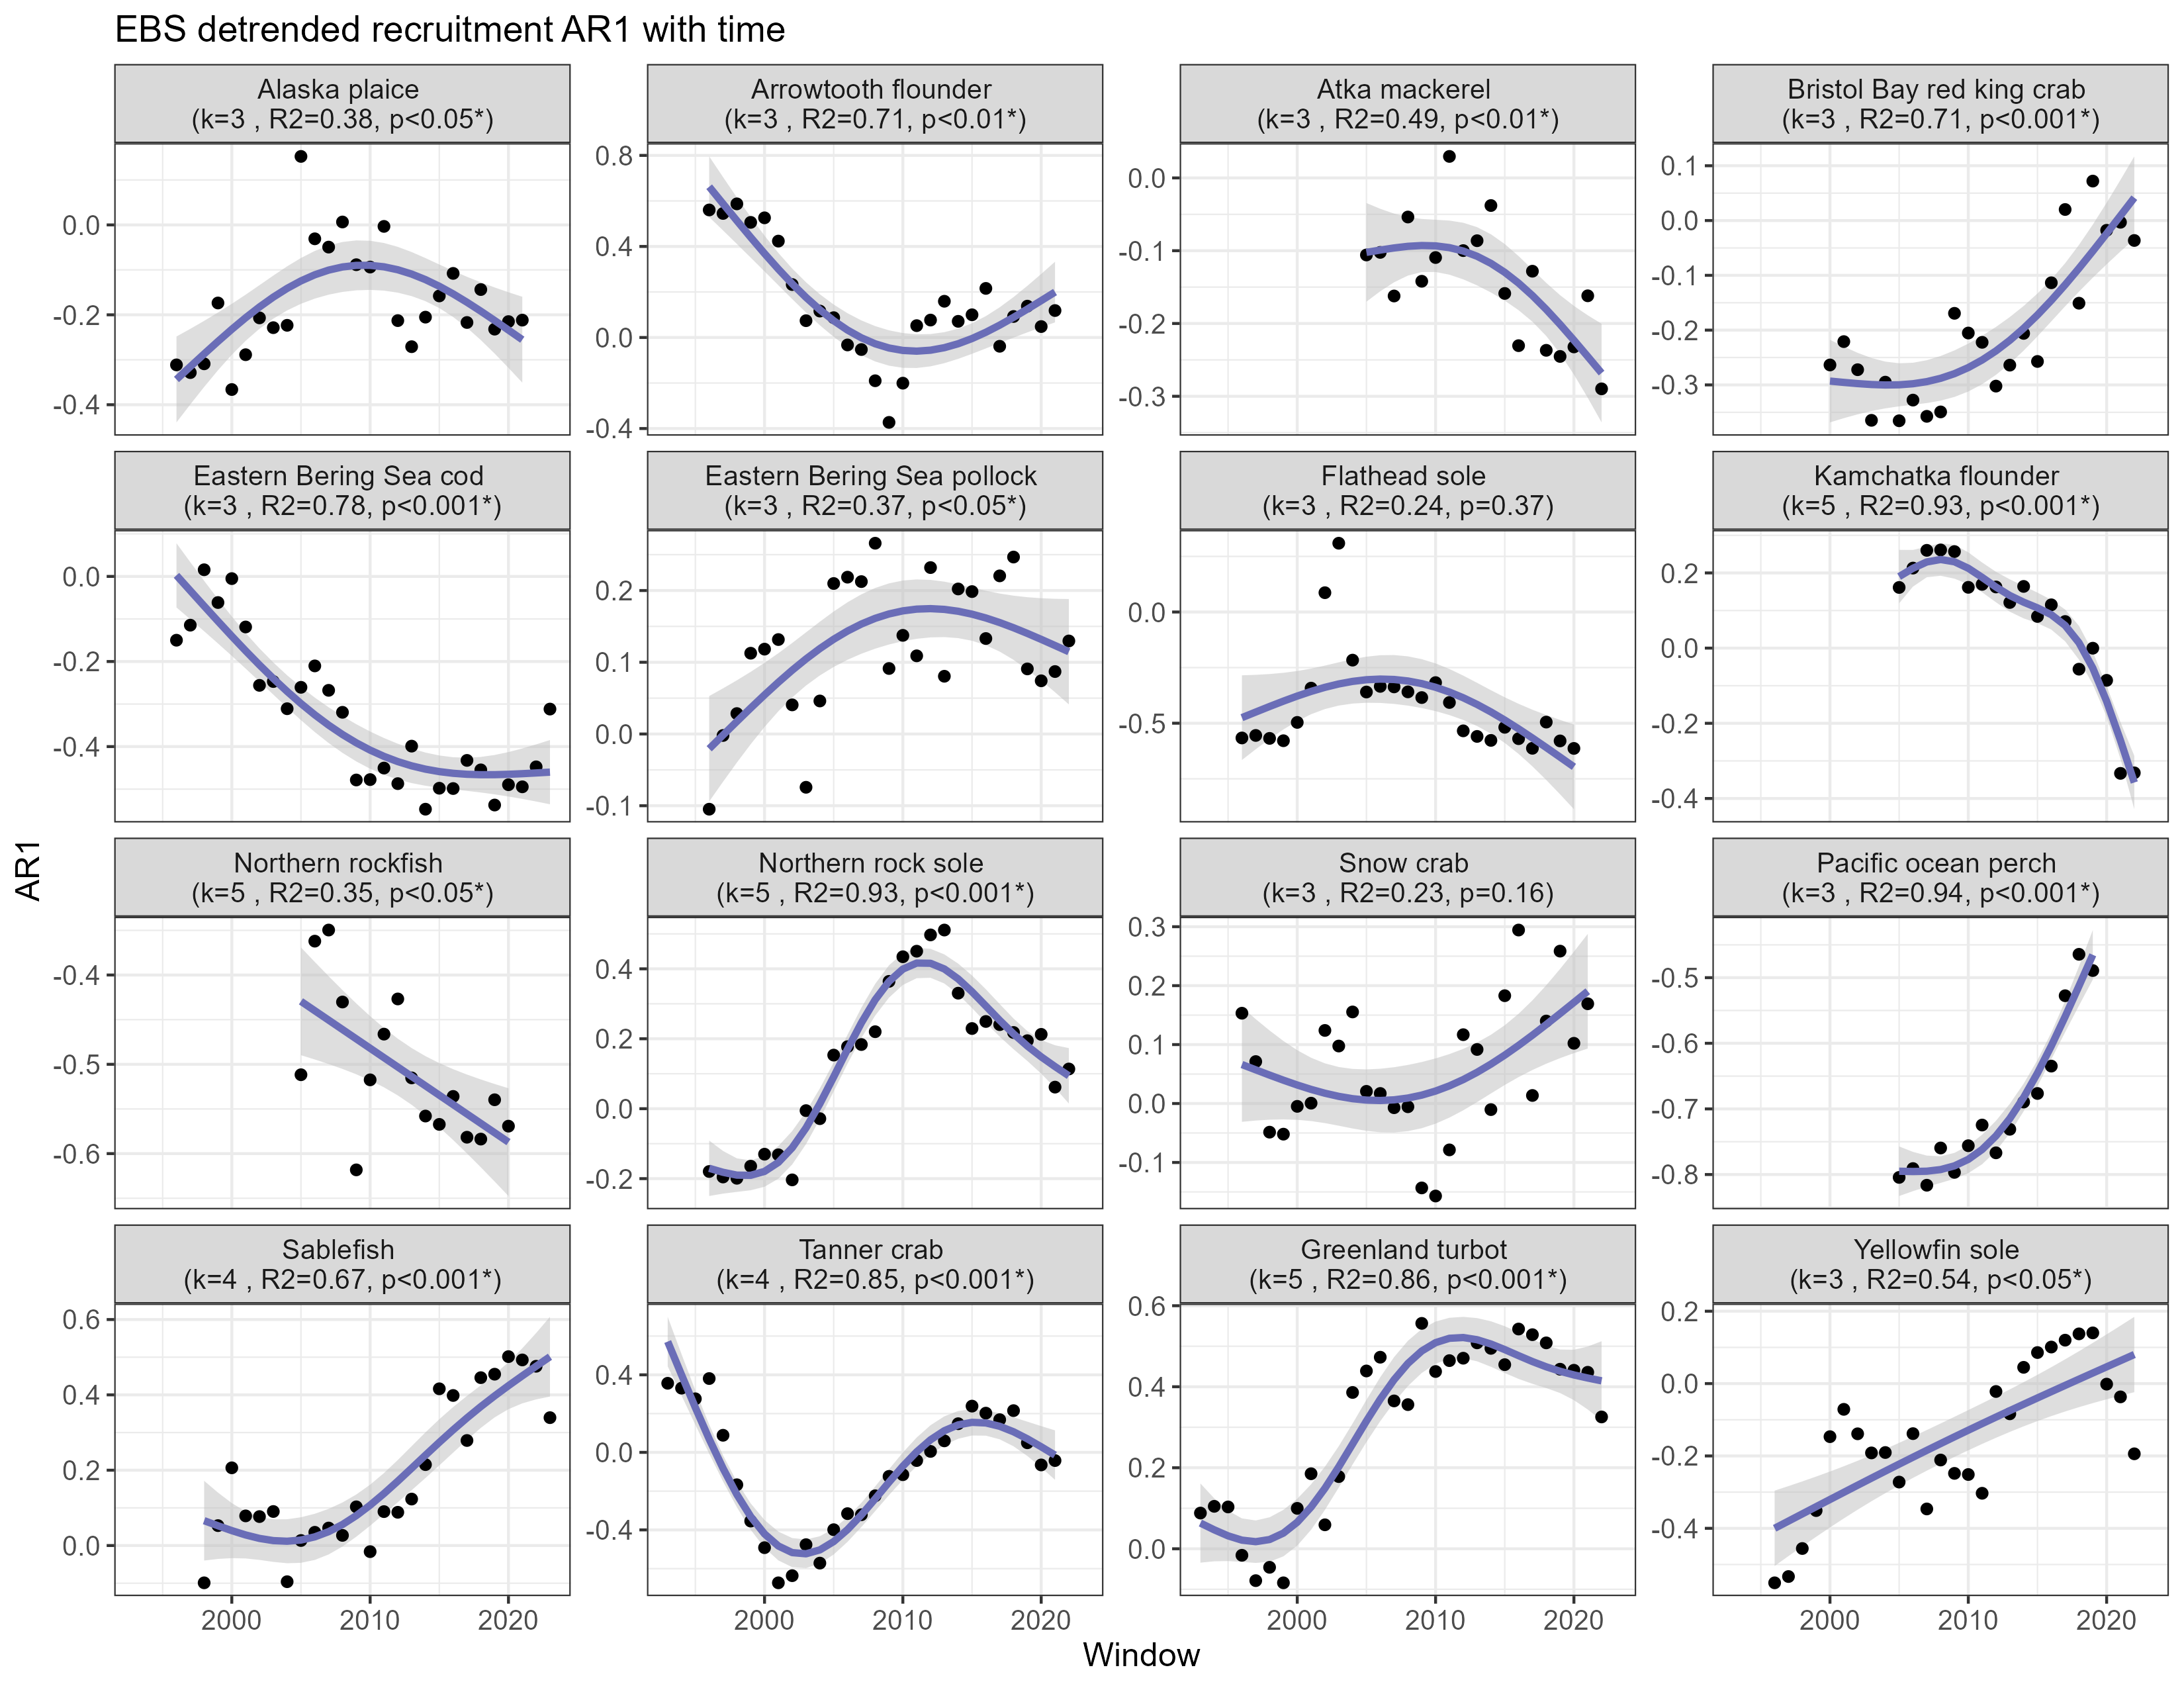 EBS detrended recruitment AR1 with time
Alaska plaice
(k=3 , R2=0.38, p<0.05*)
Arrowtooth flounder
(k=3 , R2=0.71, p<0.01*)
Atka mackerel
(k=3 , R2=0.49, p<0.01*)
Bristol Bay red king crab
(k=3 , R2=0.71, p<0.001*)
0.0
-0.2
-0.4
0.8
0.4
0.0
-0.4
0.0
-0.1
-0.2
-0.3
0.1
0.0
-0.1
-0.2
-0.3
Eastern Bering Sea cod
(k=3 , R2=0.78, p<0.001*)
Eastern Bering Sea pollock
(k=3 , R2=0.37, p<0.05*)
Flathead sole
(k=3 , R2=0.24, p=0.37)
Kamchatka flounder
(k=5 , R2=0.93, p<0.001*)
0.0
-0.2
-0.4
0.2
0.1
0.0
-0.1
0.0
-0.5
0.2
0.0
-0.2
-0.4
AR1
Northern rockfish
(k=5 , R2=0.35, p<0.05*)
Northern rock sole
(k=5 , R2=0.93, p<0.001*)
Snow crab
(k=3 , R2=0.23, p=0.16)
Pacific ocean perch
(k=3 , R2=0.94, p<0.001*)
-0.4
-0.5
-0.6
0.4
0.2
0.0
-0.2
0.3
0.2
0.1
0.0
-0.1
-0.5
-0.6
-0.7
-0.8
Sablefish
(k=4 , R2=0.67, p<0.001*)
Tanner crab
(k=4 , R2=0.85, p<0.001*)
Greenland turbot
(k=5 , R2=0.86, p<0.001*)
Yellowfin sole
(k=3 , R2=0.54, p<0.05*)
0.6
0.4
0.2
0.0
0.4
0.0
-0.4
0.6
0.4
0.2
0.0
0.2
0.0
-0.2
-0.4
2000 2010 2020
2000 2010 2020
2000 2010 2020
2000 2010 2020
Window